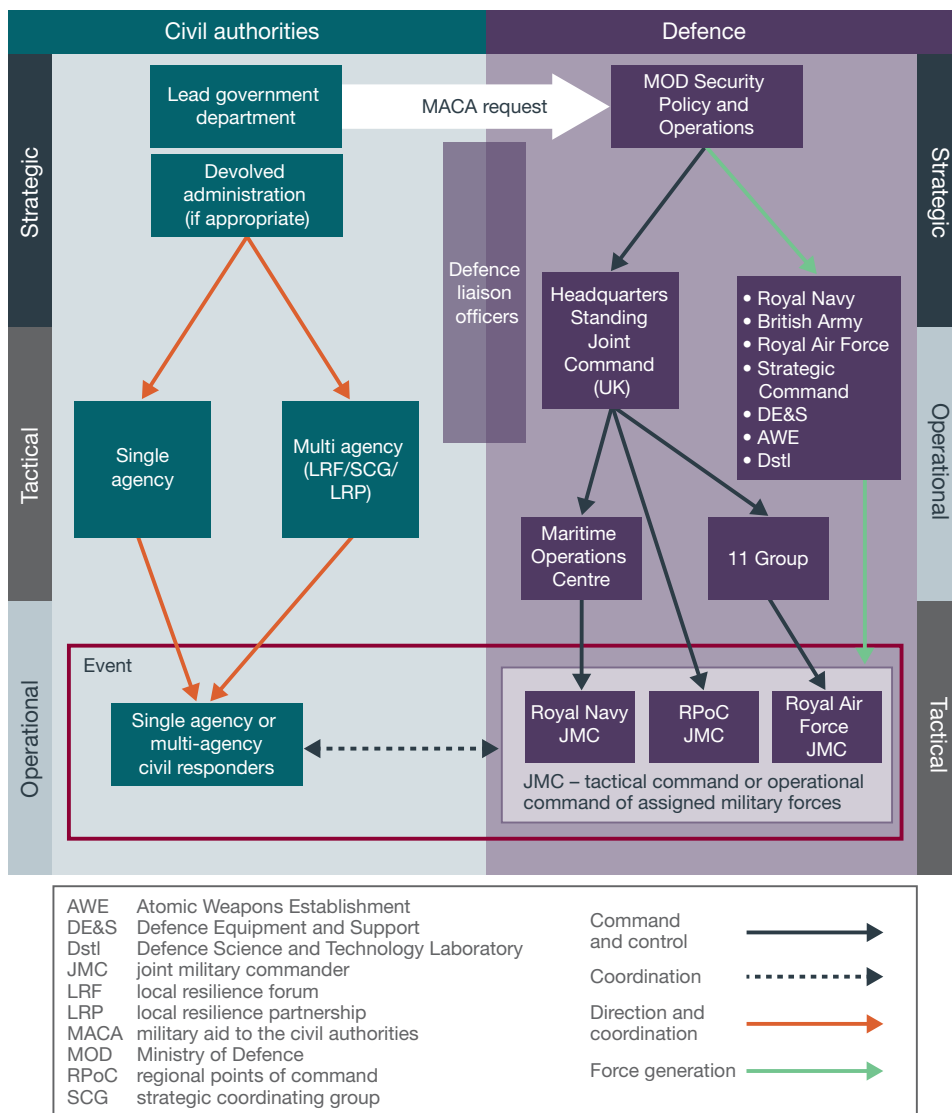 Civil authorities
Defence
Strategic
Tactical
Operational
Lead government
department
MACA request
MOD Security
Policy and
Operations
Devolved
administration
(if appropriate)
Defence
liaison
officers
Headquarters
Standing
Joint
Command
(UK)
• Royal Navy
• British Army
• Royal Air Force
• Strategic
Command
• DE&S
• AWE
• Dstl
Strategic
Operational
Tactical
Single
agency
Multi agency
(LRF/SCG/
LRP)
Maritime
Operations
Centre
11 Group
Event
Single agency or
multi-agency
civil responders
Royal Navy
JMC
RPoC
JMC
Royal Air
Force
JMC
JMC – tactical command or operational
command of assigned military forces
AWE Atomic Weapons Establishment
DE&S Defence Equipment and Support
Dstl Defence Science and Technology Laboratory
JMC joint military commander
LRF local resilience forum
LRP local resilience partnership
MACA military aid to the civil authorities
MOD Ministry of Defence
RPoC regional points of command
SCG strategic coordinating group
Command
and control
Coordination
Direction and
coordination
Force generation